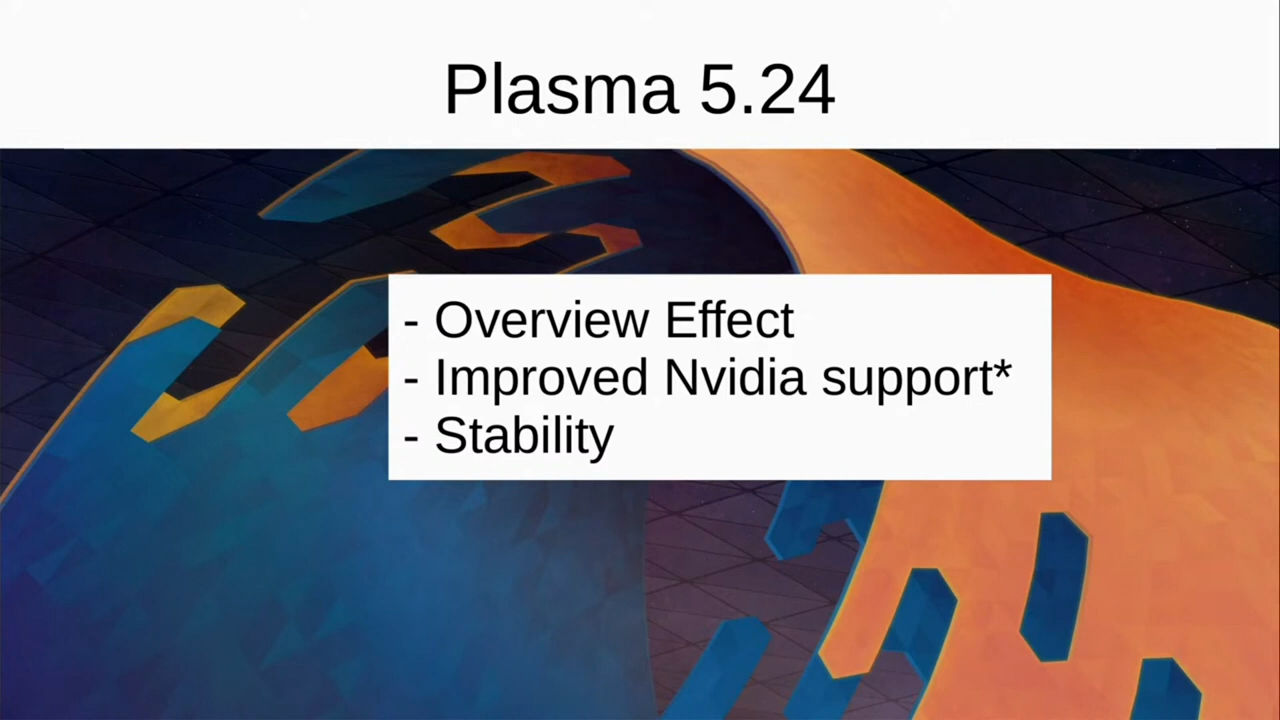 Plasma 5.24
- Overview Effect
- Improved Nvidia support*
- Stability